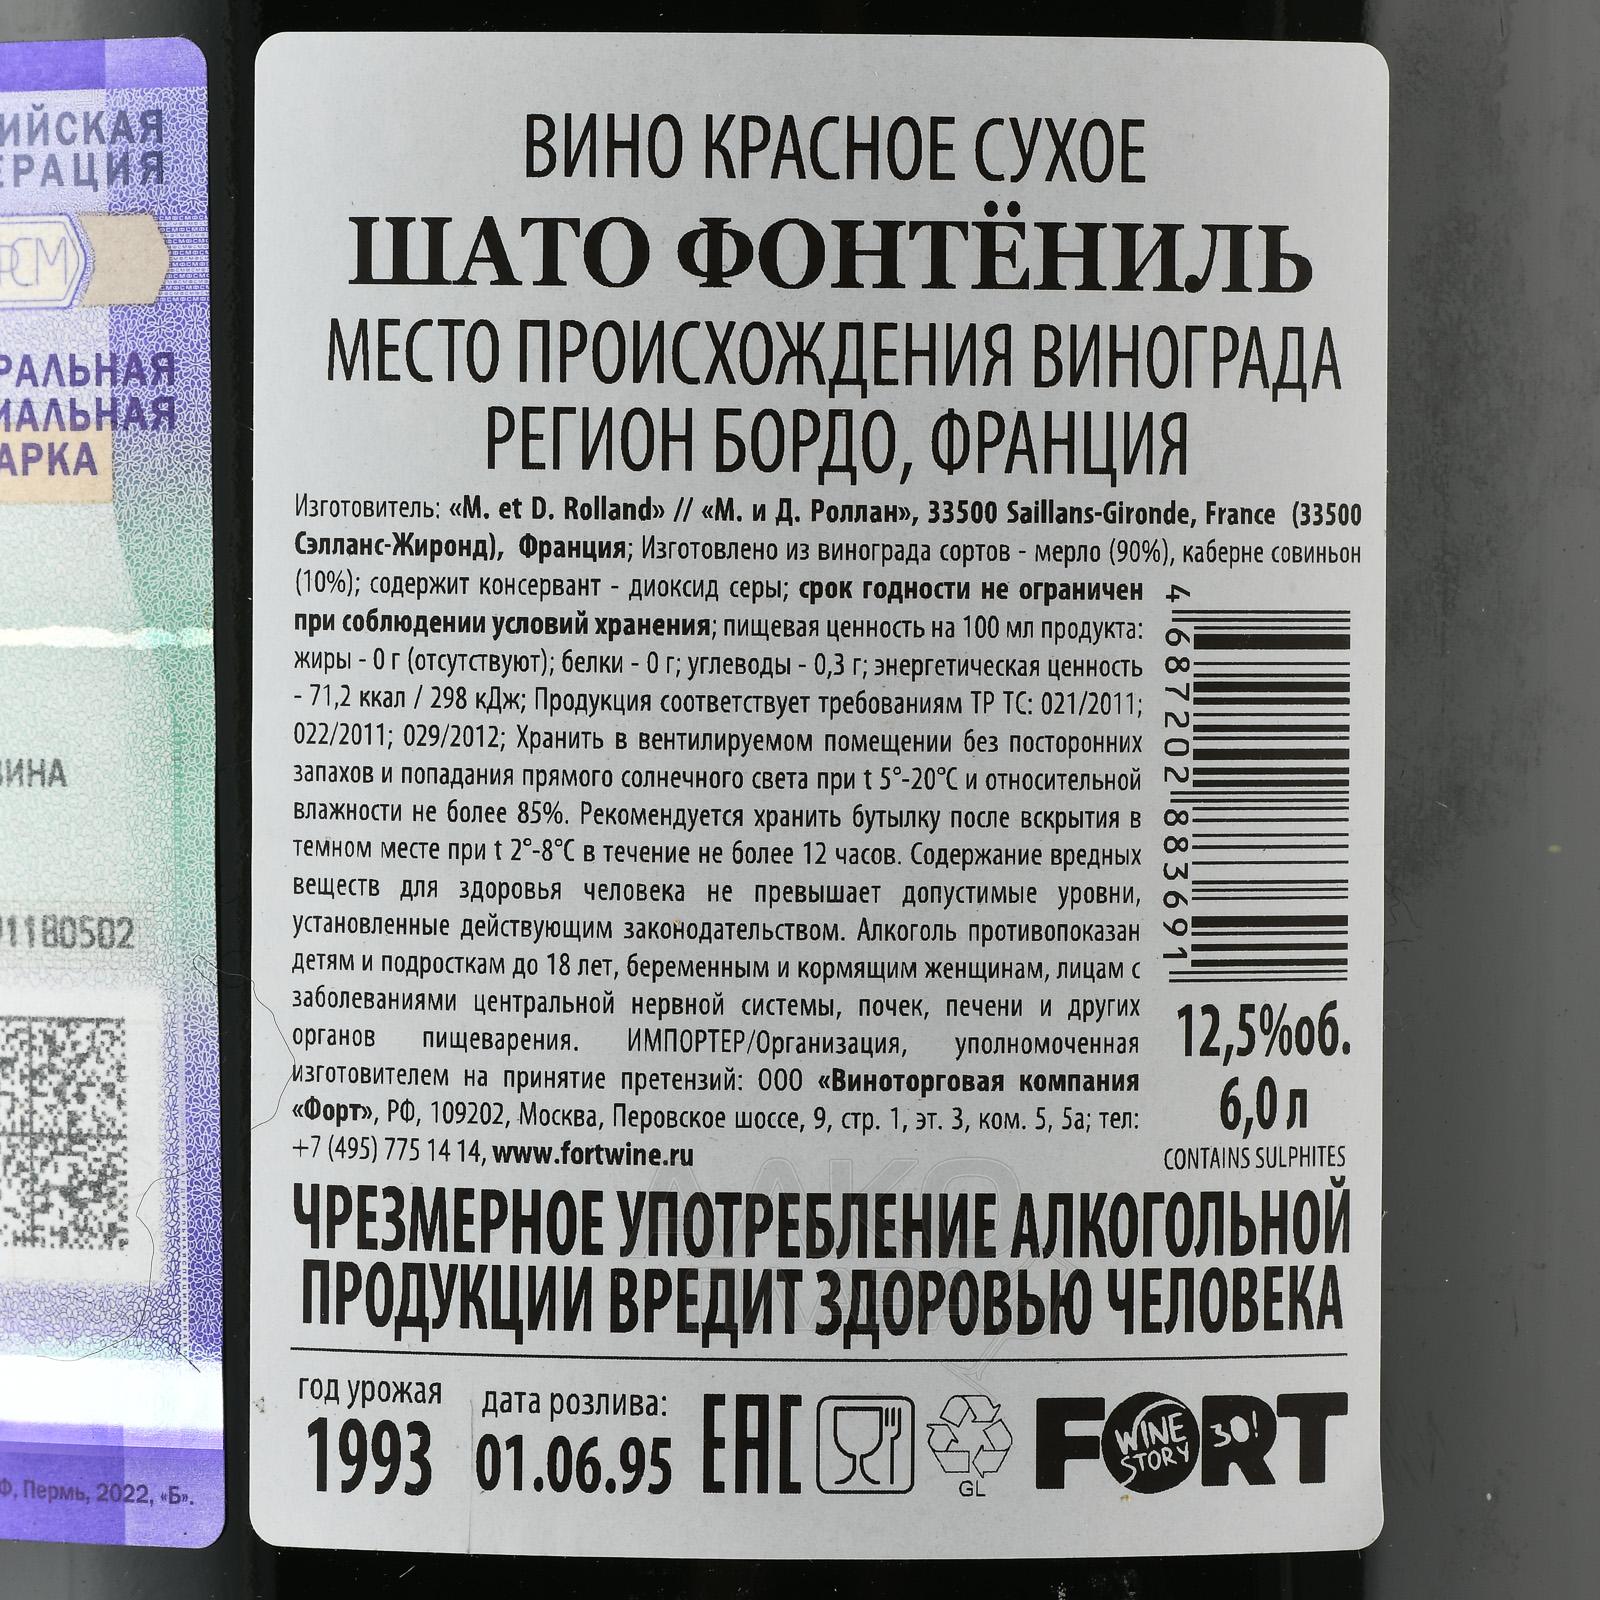 ИЙСКАЯ
ЕРАЦИЯ
РСМ
РАЛЬНАЯ
ИАЛЬНАЯ
АРКА
ВИНА
1180502
Ф, Пермь, 2022, «Б».
ВИНО КРАСНОЕ СУХОЕ
ШАТО ФОНТЁНИЛЬ
МЕСТО ПРОИСХОЖДЕНИЯ ВИНОГРАДА
РЕГИОН БОРДО, ФРАНЦИЯ
Изготовитель: «M. et D. Rolland» // «М. и Д. Роллан», 33500 Saillans-Gironde, France (33500
Сэлланс-Жиронд), Франция; Изготовлено из винограда сортов - мерло (90%), каберне совиньон
(10%); содержит консервант - диоксид серы; срок годности не ограничен
при соблюдении условий хранения; пищевая ценность на 100 мл продукта:
жиры - 0 г (отсутствуют); белки - 0 г; углеводы - 0,3 г; энергетическая ценность
- 71,2 ккал / 298 кДж; Продукция соответствует требованиям ТР ТС: 021/2011;
022/2011; 029/2012; Хранить в вентилируемом помещении без посторонних
запахов и попадания прямого солнечного света при t 5°-20°C и относительной
влажности не более 85%. Рекомендуется хранить бутылку после вскрытия в
темном месте при t 2°-8°C в течение не более 12 часов. Содержание вредных
веществ для здоровья человека не превышает допустимые уровни,
установленные действующим законодательством. Алкоголь противопоказан
детям и подросткам до 18 лет, беременным и кормящим женщинам, лицам с
заболеваниями центральной нервной системы, почек, печени и других
органов пищеварения. ИМПОРТЕР/Организация, уполномоченная
изготовителем на принятие претензий: ООО «Виноторговая компания
«Форт», РФ, 109202, Москва, Перовское шоссе, 9, стр. 1, эт. 3, ком. 5, 5а; тел:
+7 (495) 775 14 14, www.fortwine.ru
4 687202 883691
12,5%об.
6,0 л
CONTAINS SULPHITES
ЧРЕЗМЕРНОЕ УПОТРЕБЛЕНИЕ АЛКОГОЛЬНОЙ
ПРОДУКЦИИ ВРЕДИТ ЗДОРОВЬЮ ЧЕЛОВЕКА
год урожая
1993
дата розлива:
01.06.95
EAC
GL
FORT
WINE STORY 30!